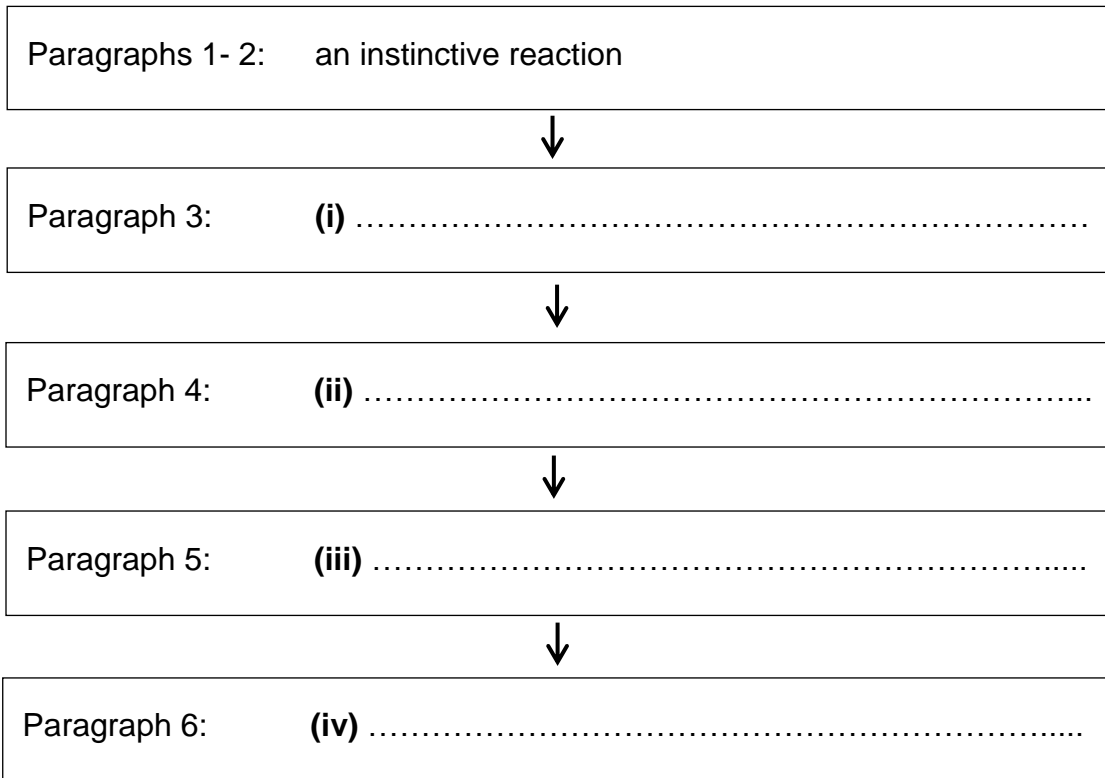 Paragraphs 1- 2: an instinctive reaction
Paragraph 3: (i) ……………………………………………………………
Paragraph 4: (ii) …………………………………………………………...
Paragraph 5: (iii) ……………………………………………………….....
Paragraph 6: (iv) ………………………………………………………....